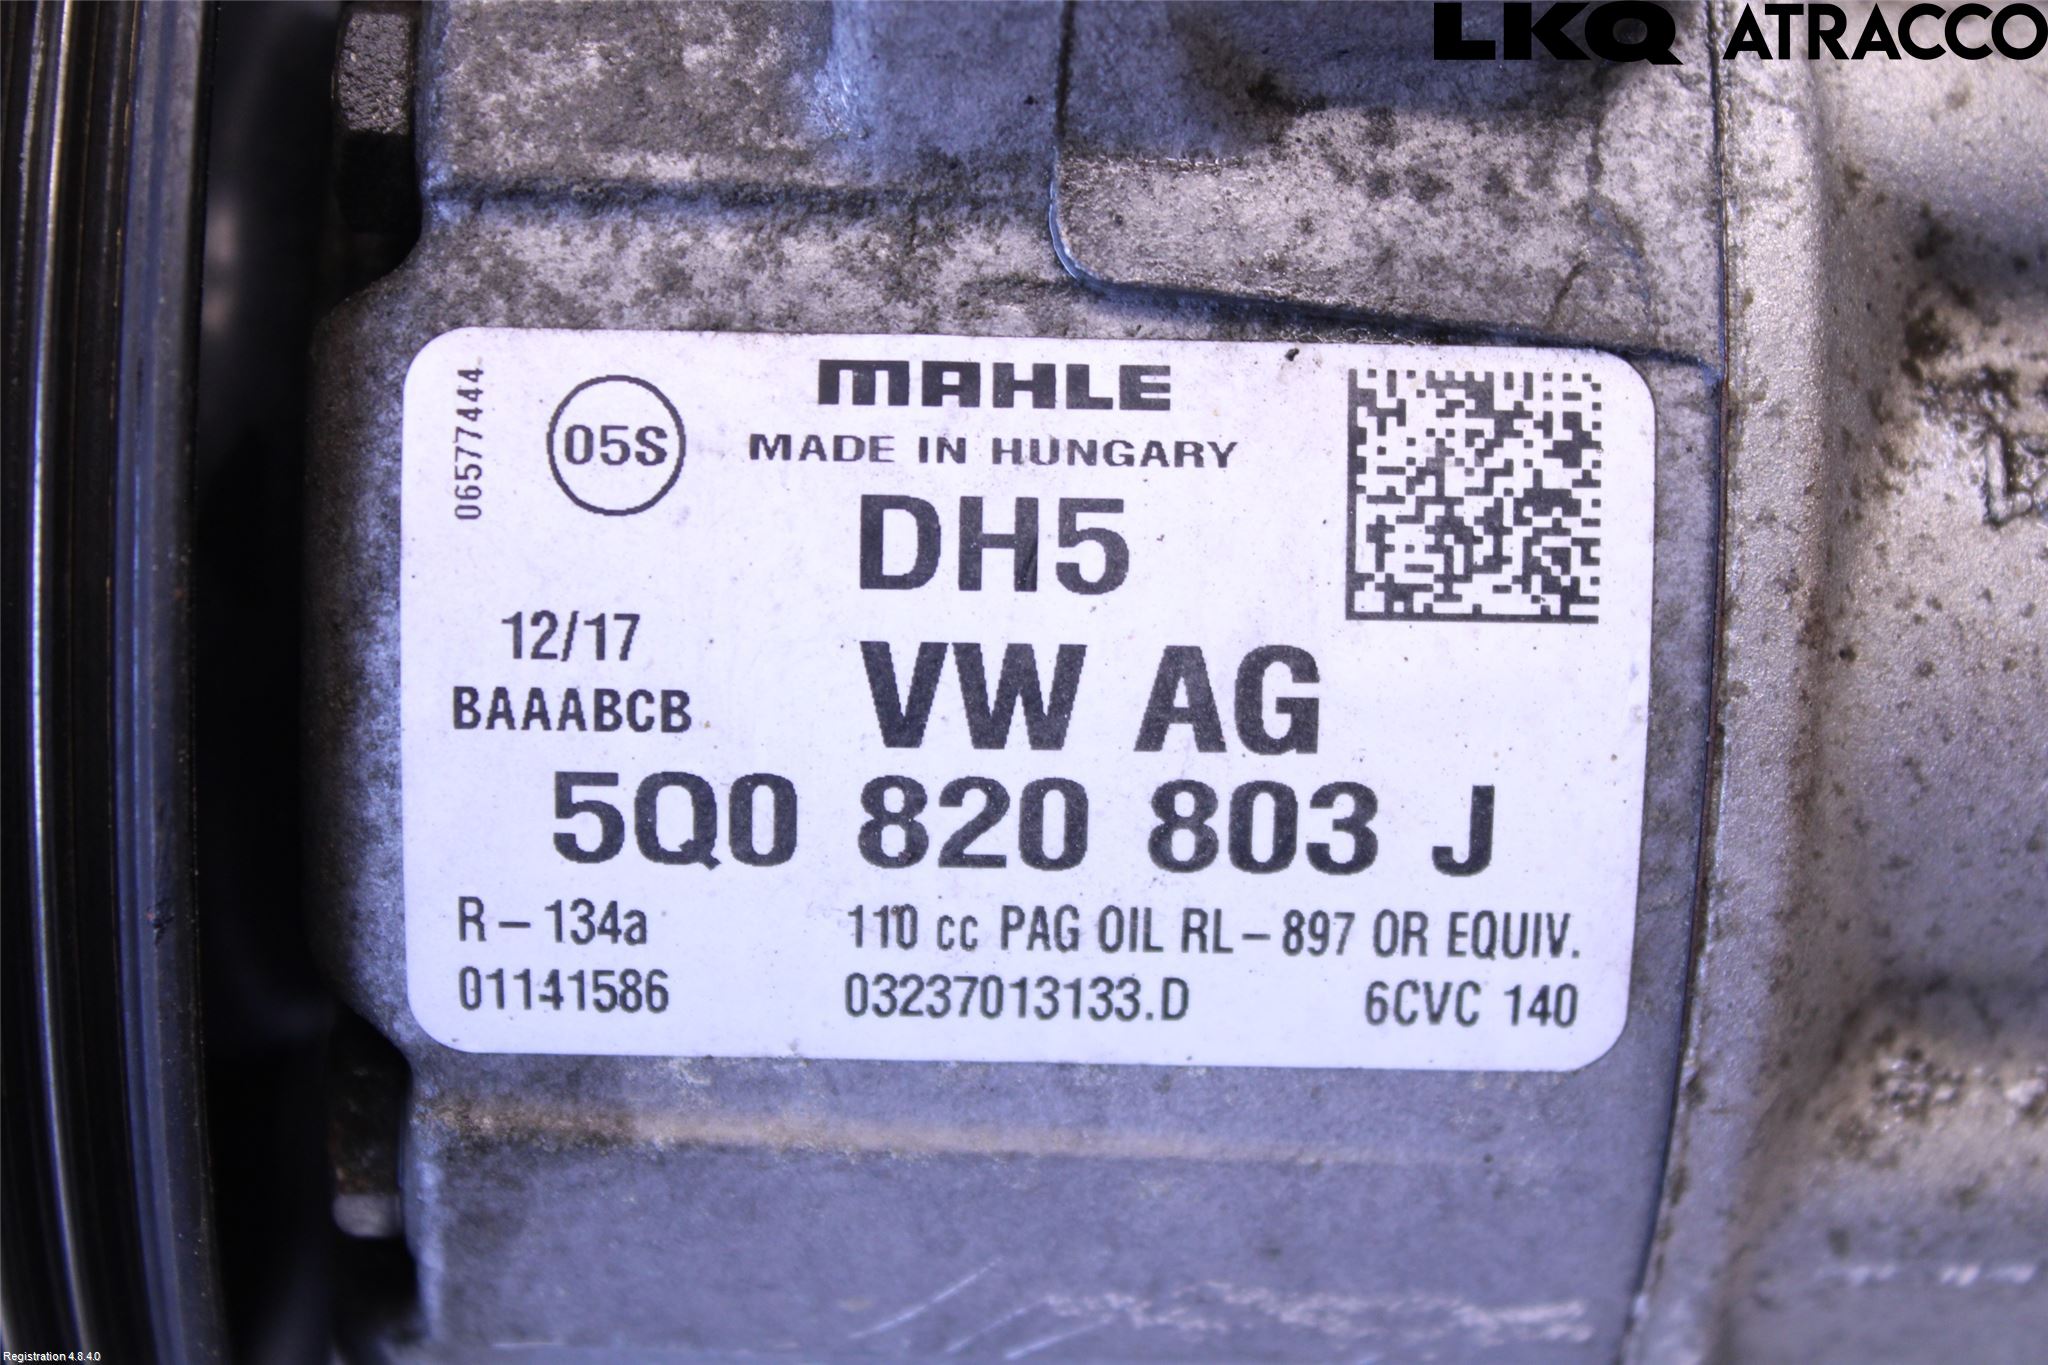 LKQ ATRACCO
06577444
05S
MAHLE
MADE IN HUNGARY
DH5
12/17
BAAABCB
VW AG
5Q0 820 803 J
R-134a
110 cc PAG OIL RL-897 OR EQUIV.
01141586
03237013133.D
6CVC 140
Registration 4.8.4.0